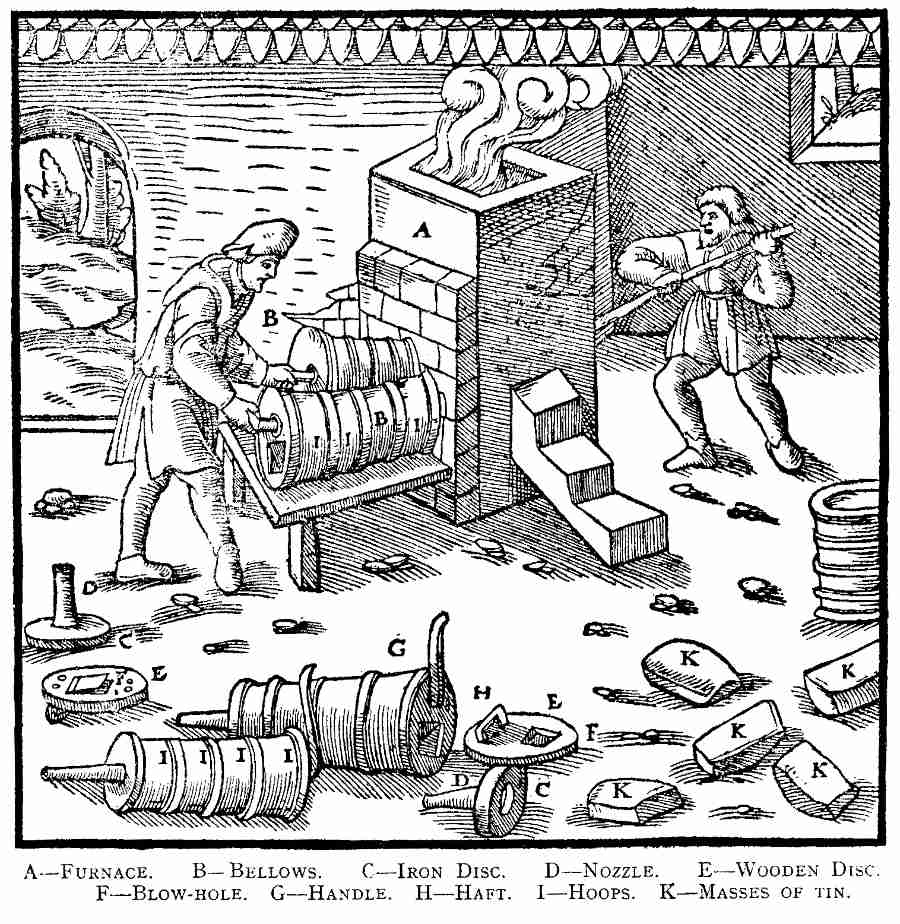 A
B
I I B I
D
C
G
K
K
E
H
E
F
K
I I I I
D
C
K
K
A—FURNACE. B—BELLOWS. C—IRON DISC. D—NOZZLE. E—WOODEN DISC.
F—BLOW-HOLE. G—HANDLE. H—HAFT. I—HOOPS. K—MASSES OF TIN.